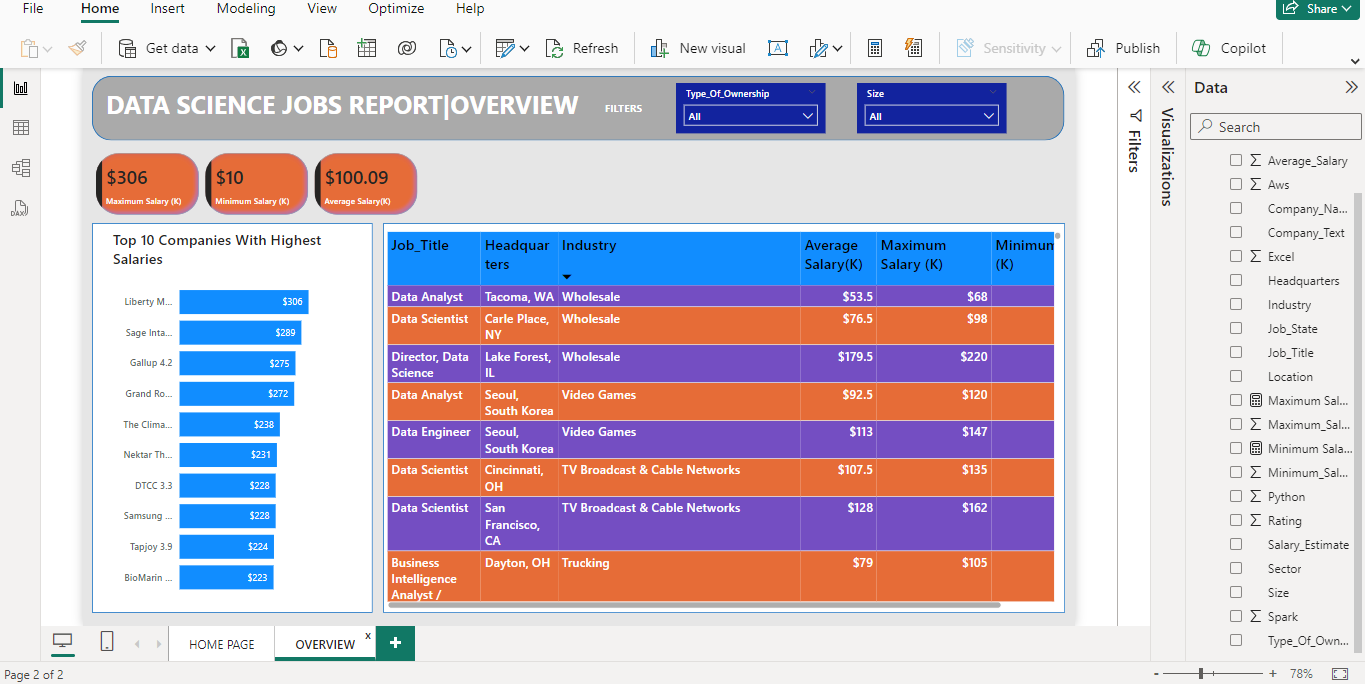 File Home Insert Modeling View Optimize Help Share
Get data Refresh New visual Sensitivity Publish Copilot
DATA SCIENCE JOBS REPORT|OVERVIEW FILTERS
Type_Of_Ownership
All
Size
All
$306
Maximum Salary (K)
$10
Minimum Salary (K)
$100.09
Average Salary(K)
Top 10 Companies With Highest
Salaries
Liberty M... $306
Sage Inta... $289
Gallup 4.2 $275
Grand Ro... $272
The Clima... $238
Nektar Th... $231
DTCC 3.3 $228
Samsung ... $228
Tapjoy 3.9 $224
BioMarin ... $223
Job_Title Headquar Industry Average Maximum Minimum
ters Salary(K) Salary (K) (K)
Data Analyst Tacoma, WA Wholesale $53.5 $68
Data Scientist Carle Place, Wholesale $76.5 $98
NY
Director, Data Lake Forest, Wholesale $179.5 $220
Science IL
Data Analyst Seoul, Video Games $92.5 $120
South Korea
Data Engineer Seoul, Video Games $113 $147
South Korea
Data Scientist Cincinnati, TV Broadcast & Cable Networks $107.5 $135
OH
Data Scientist San TV Broadcast & Cable Networks $128 $162
Francisco,
CA
Business Dayton, OH Trucking $79 $105
Intelligence
Analyst /
Filters
Visualizations
Data
Search
Average_Salary
Aws
Company_Na...
Company_Text
Excel
Headquarters
Industry
Job_State
Job_Title
Location
Maximum Sal...
Maximum_Sal...
Minimum Sala...
Minimum_Sal...
Python
Rating
Salary_Estimate
Sector
Size
Spark
Type_Of_Own...
HOME PAGE OVERVIEW x +
Page 2 of 2 - + 78%